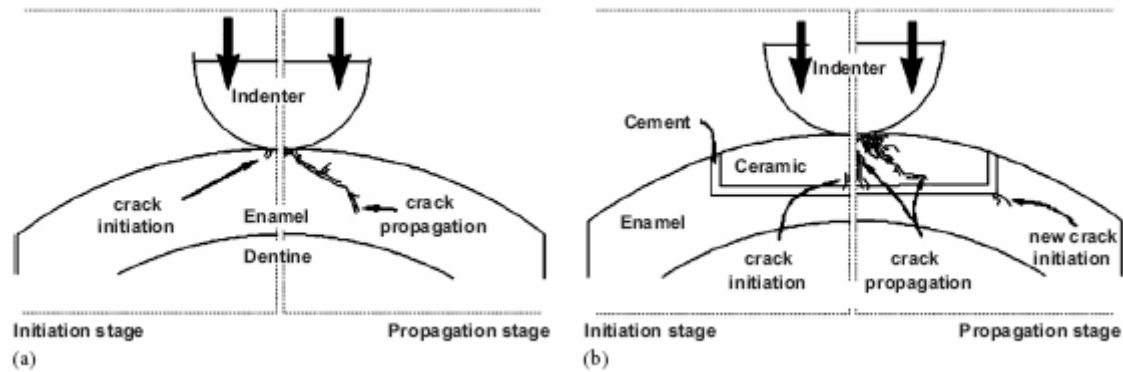 Indenter
crack
initiation
Enamel
Dentine
crack
propagation
Initiation stage
Propagation stage
(a)
Indenter
Cement
Ceramic
Enamel
crack
initiation
crack
propagation
new crack
initiation
Initiation stage
Propagation stage
(b)